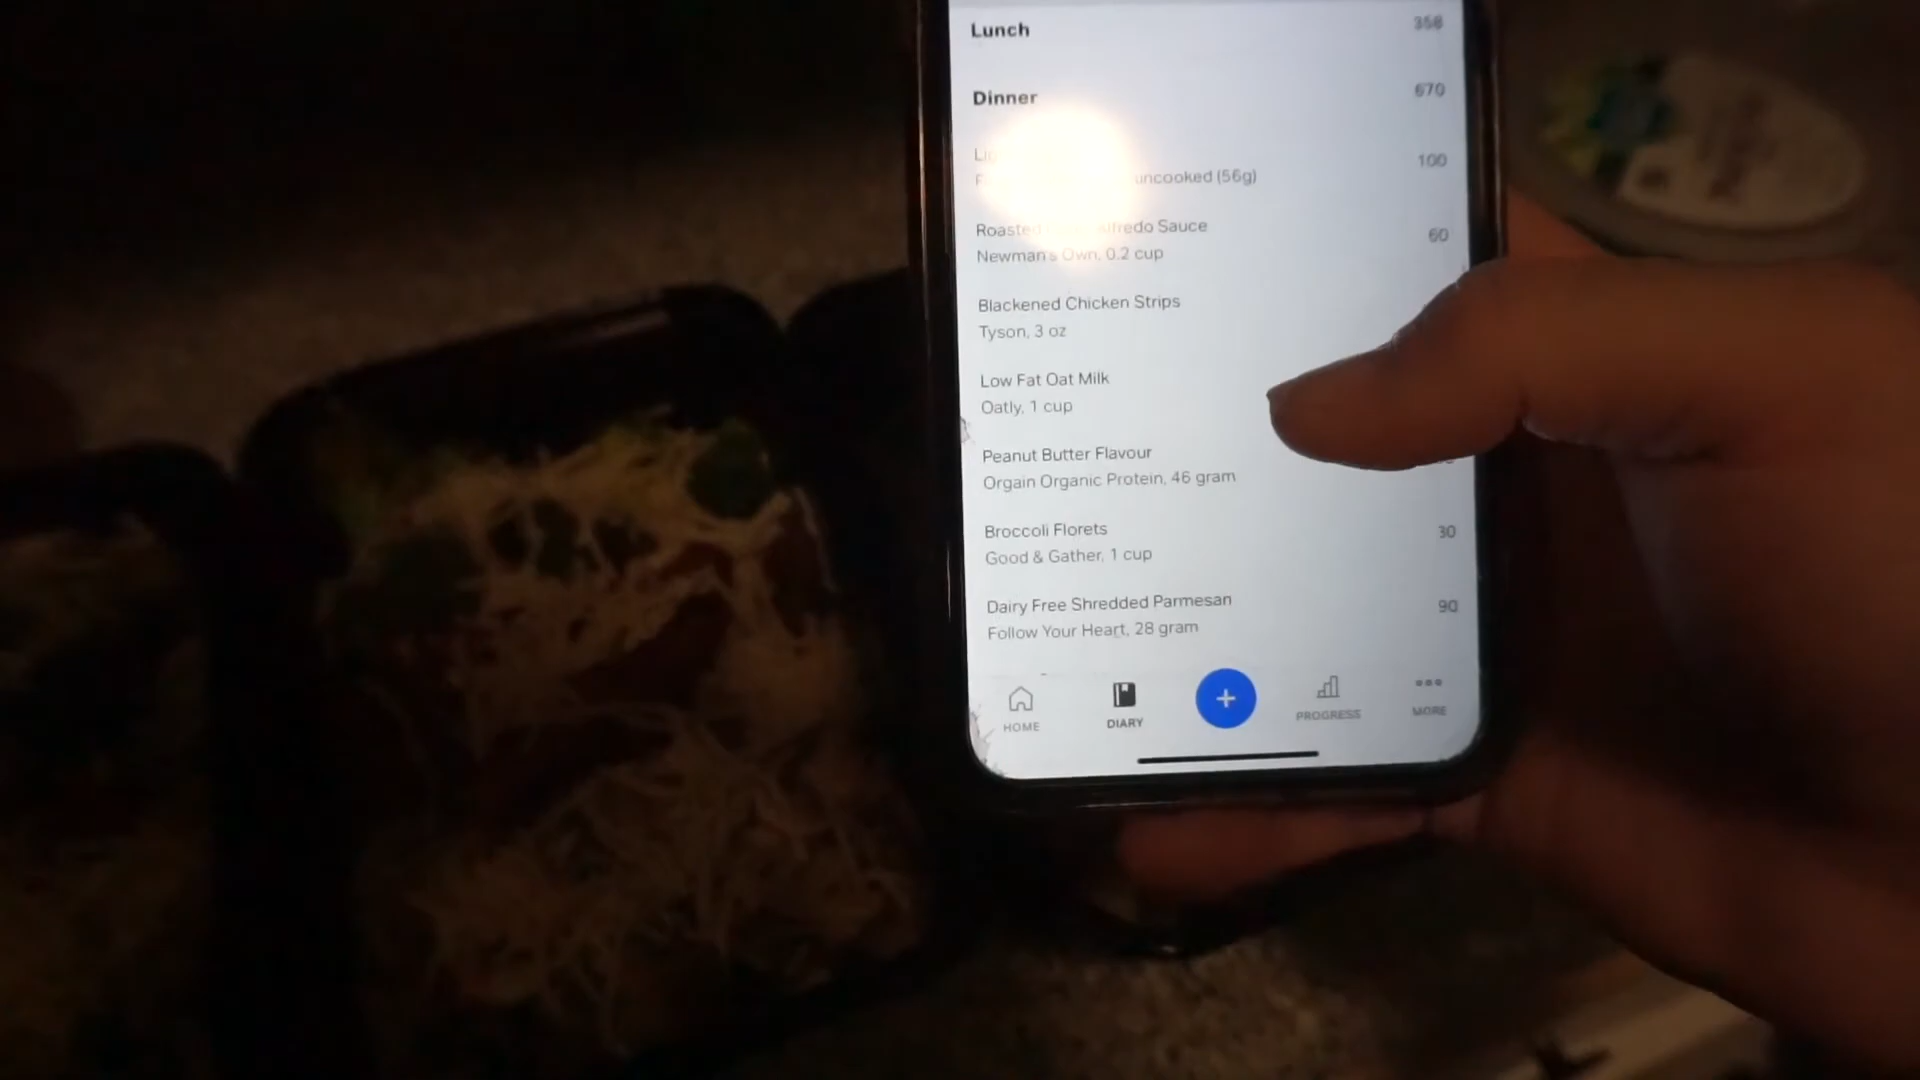 Lunch 356
Dinner 670
100
uncooked (56g)
Roasted Alfredo Sauce 60
Newman's Own, 0.2 cup
Blackened Chicken Strips
Tyson, 3 oz
Low Fat Oat Milk
Oatly, 1 cup
Peanut Butter Flavour
Orgain Organic Protein, 46 gram
Broccoli Florets 30
Good & Gather, 1 cup
Dairy Free Shredded Parmesan 90
Follow Your Heart, 28 gram
HOME DIARY PROGRESS MORE